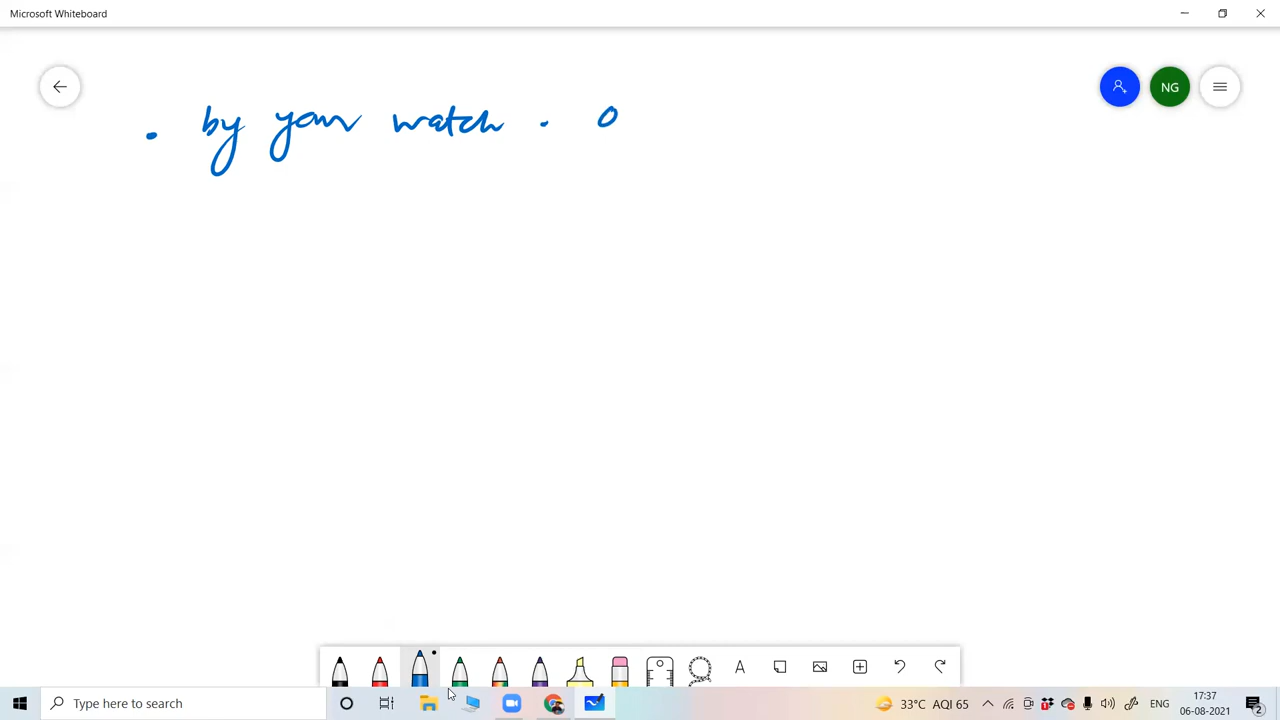 Microsoft Whiteboard
NG
. by your watch . o
A
Type here to search
33°C AQI 65
ENG
17:37
06-08-2021
2